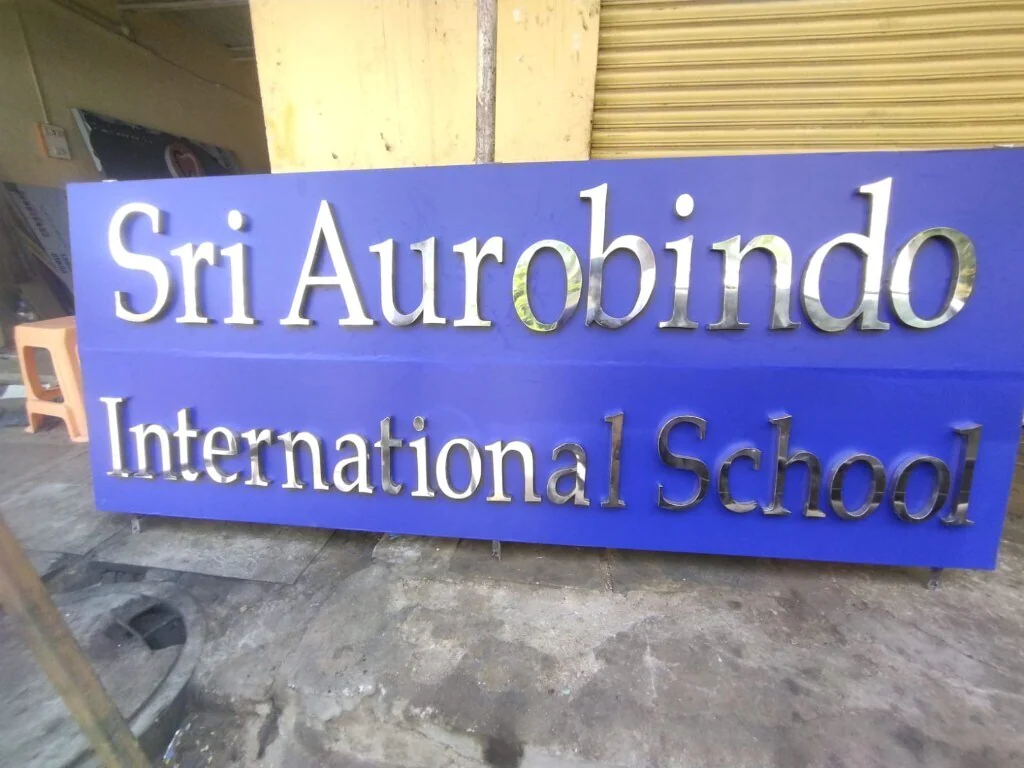 Sri Aurobindo
International School